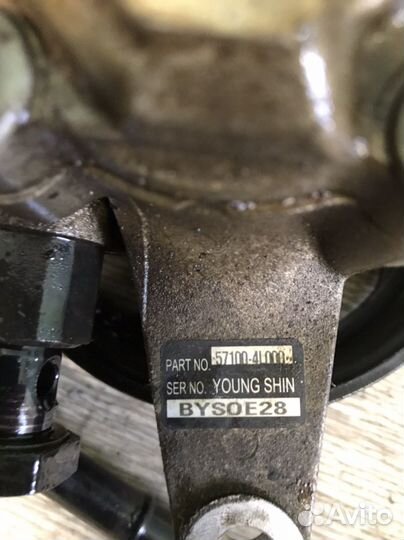 PART NO. 57100-4L000
SER NO. YOUNG SHIN
BYSOE28
Avito